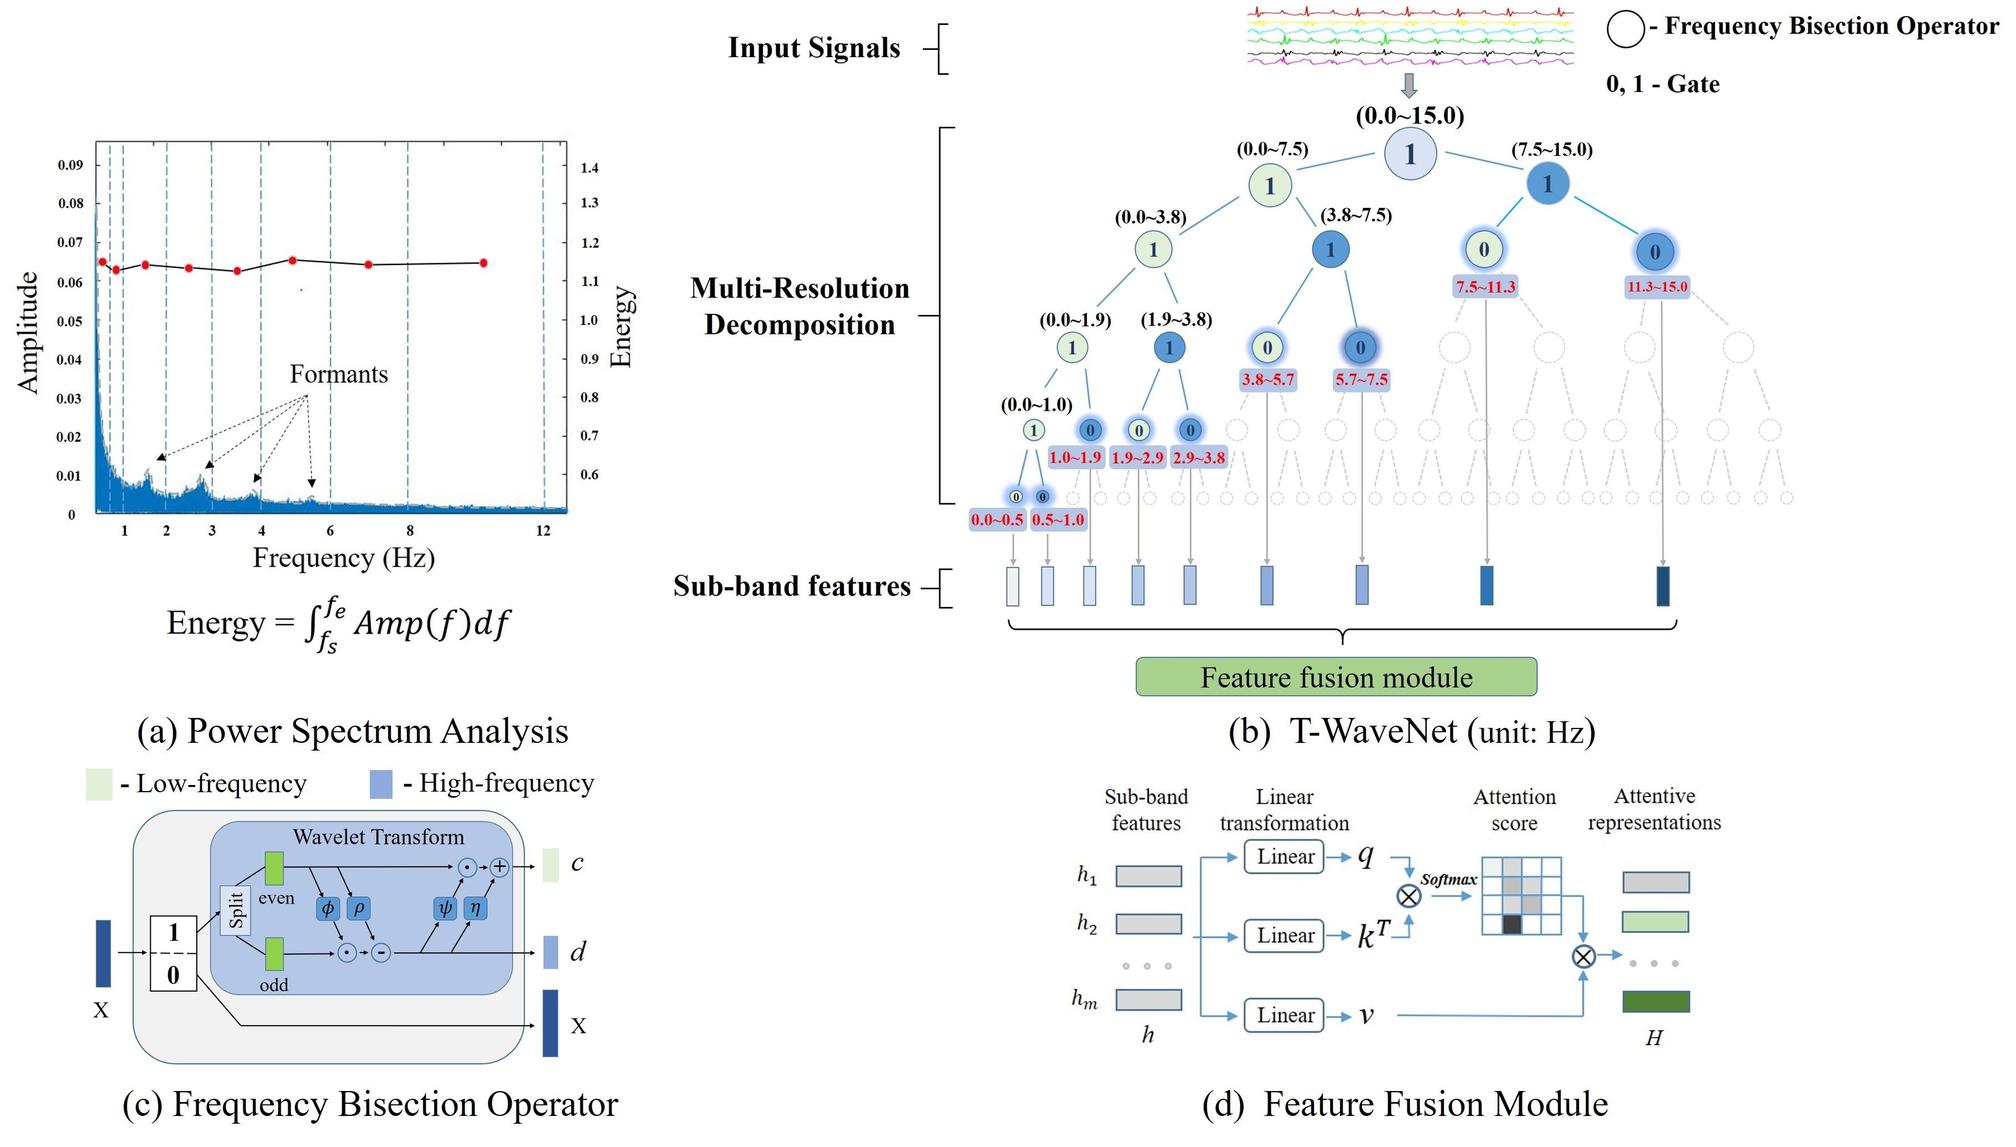 0.09
0.08
0.07
0.06
0.05
0.04
0.03
0.02
0.01
0
Amplitude
1.4
1.3
1.2
1.1
1.0
0.9
0.8
0.7
0.6
Energy
Formants
1 2 3 4 6 8 12
Frequency (Hz)
Energy = ∫_{f_s}^{f_e} Amp(f)df
(a) Power Spectrum Analysis
Input Signals
- Frequency Bisection Operator
0, 1 - Gate
Multi-Resolution
Decomposition
(0.0~15.0)
1
(0.0~7.5) (7.5~15.0)
1 1
(0.0~3.8) (3.8~7.5)
1 1 0 0
7.5~11.3 11.3~15.0
(0.0~1.9) (1.9~3.8)
1 1 0 0
3.8~5.7 5.7~7.5
(0.0~1.0)
1 0 0 0
1.0~1.9 1.9~2.9 2.9~3.8
0 0
0.0~0.5 0.5~1.0
Sub-band features
Feature fusion module
(b) T-WaveNet (unit: Hz)
- Low-frequency - High-frequency
Wavelet Transform
Split
even
odd
ϕ ρ ψ η
· +
· -
1
0
X
c
d
X
(c) Frequency Bisection Operator
Sub-band
features
Linear
transformation
Attention
score
Attentive
representations
h₁
h₂
hₘ
h
Linear q
Linear kᵀ
Linear v
Softmax
H
(d) Feature Fusion Module